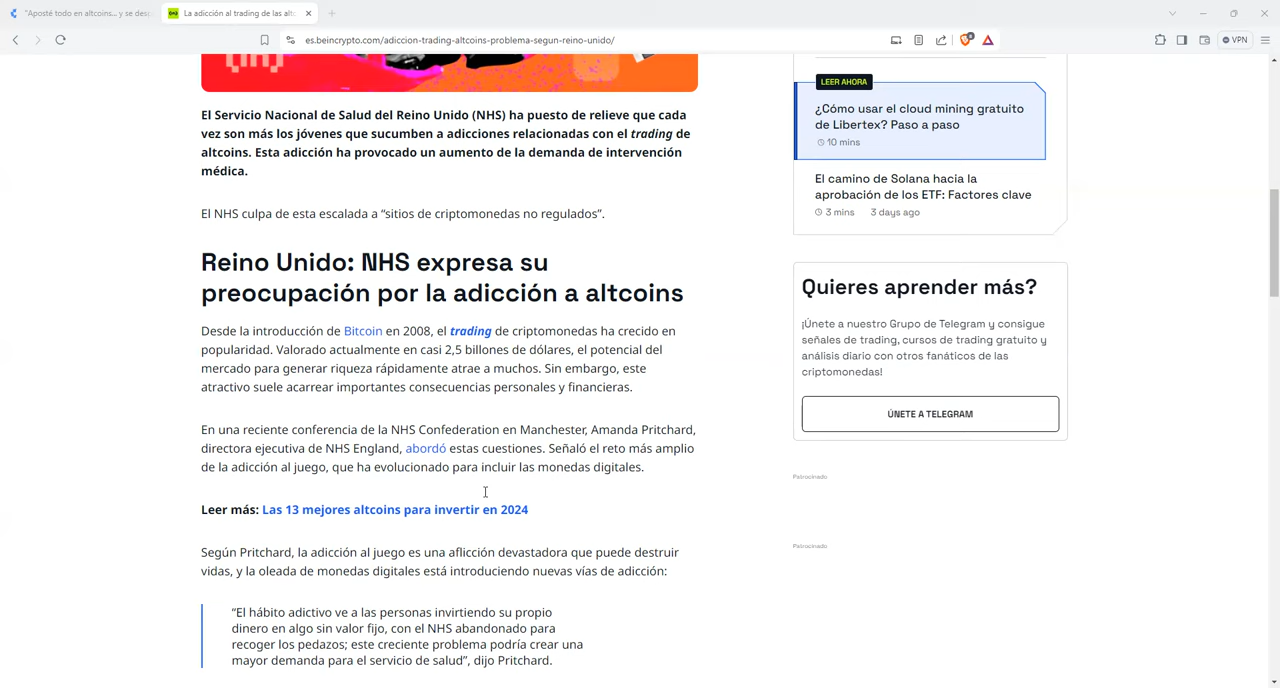 "Aposté todo en altcoins... y se desc
La adicción al trading de las alt
es.beincrypto.com/adiccion-trading-altcoins-problema-segun-reino-unido/
VPN
El Servicio Nacional de Salud del Reino Unido (NHS) ha puesto de relieve que cada
vez son más los jóvenes que sucumben a adicciones relacionadas con el trading de
altcoins. Esta adicción ha provocado un aumento de la demanda de intervención
médica.
El NHS culpa de esta escalada a “sitios de criptomonedas no regulados”.
Reino Unido: NHS expresa su
preocupación por la adicción a altcoins
Desde la introducción de Bitcoin en 2008, el trading de criptomonedas ha crecido en
popularidad. Valorado actualmente en casi 2,5 billones de dólares, el potencial del
mercado para generar riqueza rápidamente atrae a muchos. Sin embargo, este
atractivo suele acarrear importantes consecuencias personales y financieras.
En una reciente conferencia de la NHS Confederation en Manchester, Amanda Pritchard,
directora ejecutiva de NHS England, abordó estas cuestiones. Señaló el reto más amplio
de la adicción al juego, que ha evolucionado para incluir las monedas digitales.
Leer más: Las 13 mejores altcoins para invertir en 2024
Según Pritchard, la adicción al juego es una aflicción devastadora que puede destruir
vidas, y la oleada de monedas digitales está introduciendo nuevas vías de adicción:
“El hábito adictivo ve a las personas invirtiendo su propio
dinero en algo sin valor fijo, con el NHS abandonado para
recoger los pedazos; este creciente problema podría crear una
mayor demanda para el servicio de salud”, dijo Pritchard.
LEER AHORA
¿Cómo usar el cloud mining gratuito
de Libertex? Paso a paso
10 mins
El camino de Solana hacia la
aprobación de los ETF: Factores clave
3 mins 3 days ago
Quieres aprender más?
¡Únete a nuestro Grupo de Telegram y consigue
señales de trading, cursos de trading gratuito y
análisis diario con otros fanáticos de las
criptomonedas!
ÚNETE A TELEGRAM
Patrocinado
Patrocinado